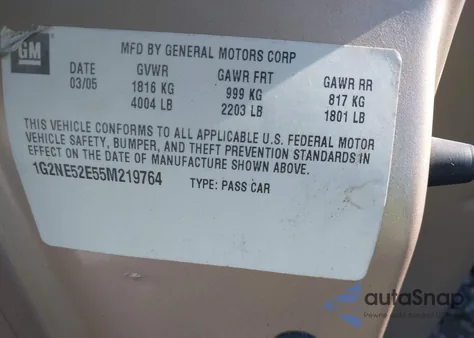 GM
MFD BY GENERAL MOTORS CORP
DATE GVWR GAWR FRT GAWR RR
03/05 1816 KG 999 KG 817 KG
4004 LB 2203 LB 1801 LB
THIS VEHICLE CONFORMS TO ALL APPLICABLE U.S. FEDERAL MOTOR
VEHICLE SAFETY, BUMPER, AND THEFT PREVENTION STANDARDS IN
EFFECT ON THE DATE OF MANUFACTURE SHOWN ABOVE.
1G2NE52E55M219764 TYPE: PASS CAR
autaSnap